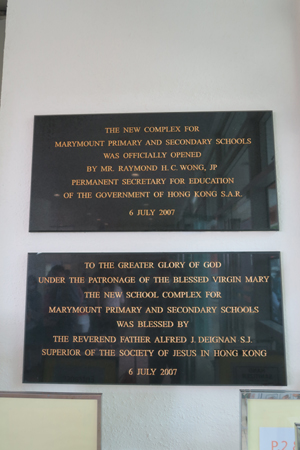 THE NEW COMPLEX FOR
MARYMOUNT PRIMARY AND SECONDARY SCHOOLS
WAS OFFICIALLY OPENED
BY MR. RAYMOND H. C. WONG, JP
PERMANENT SECRETARY FOR EDUCATION
OF THE GOVERNMENT OF HONG KONG S.A.R.
6 JULY 2007
TO THE GREATER GLORY OF GOD
UNDER THE PATRONAGE OF THE BLESSED VIRGIN MARY
THE NEW SCHOOL COMPLEX FOR
MARYMOUNT PRIMARY AND SECONDARY SCHOOLS
WAS BLESSED BY
THE REVEREND FATHER ALFRED J. DEIGNAN S.J.
SUPERIOR OF THE SOCIETY OF JESUS IN HONG KONG
6 JULY 2007